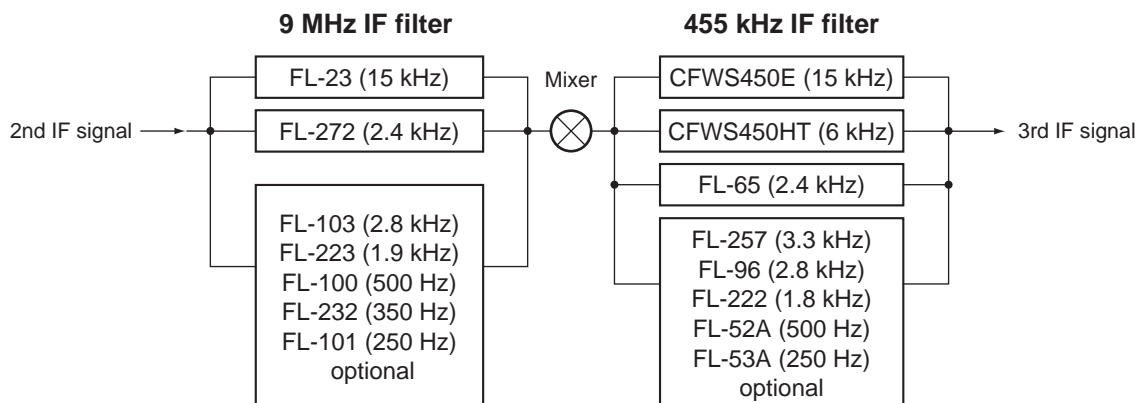 9 MHz IF filter
455 kHz IF filter
FL-23 (15 kHz)
Mixer
CFWS450E (15 kHz)
2nd IF signal
FL-272 (2.4 kHz)
CFWS450HT (6 kHz)
3rd IF signal
FL-65 (2.4 kHz)
FL-103 (2.8 kHz)
FL-223 (1.9 kHz)
FL-100 (500 Hz)
FL-232 (350 Hz)
FL-101 (250 Hz)
optional
FL-257 (3.3 kHz)
FL-96 (2.8 kHz)
FL-222 (1.8 kHz)
FL-52A (500 Hz)
FL-53A (250 Hz)
optional